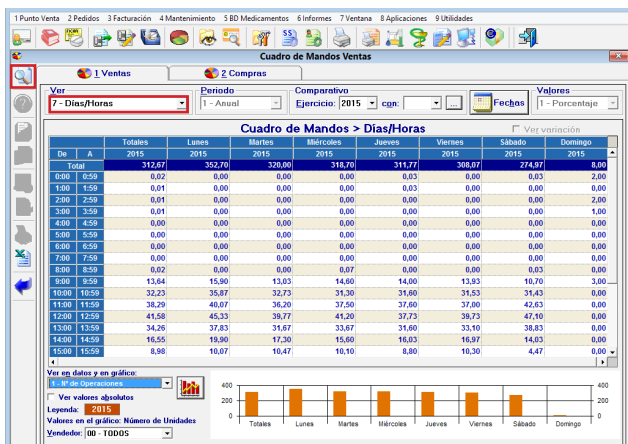 1 Punto Venta 2 Pedidos 3 Facturación 4 Mantenimiento 5 BD Medicamentos 6 Informes 7 Ventana 8 Aplicaciones 9 Utilidades
Cuadro de Mandos Ventas
1 Ventas 2 Compras
Ver Periodo Comparativo Valores
7 - Días/Horas 1 - Anual Ejercicio: 2015 con: ... Fechas 1 - Porcentaje
Cuadro de Mandos > Días/Horas Ver variación
Totales Lunes Martes Miércoles Jueves Viernes Sábado Domingo
De A 2015 2015 2015 2015 2015 2015 2015 2015
Total 312,67 352,70 320,00 318,70 311,77 308,07 274,97 8,00
0:00 0:59 0,02 0,00 0,00 0,00 0,03 0,00 0,03 2,00
1:00 1:59 0,01 0,00 0,00 0,00 0,03 0,00 0,00 0,00
2:00 2:59 0,01 0,00 0,00 0,00 0,00 0,00 0,00 2,00
3:00 3:59 0,01 0,00 0,00 0,00 0,00 0,00 0,00 1,00
4:00 4:59 0,00 0,00 0,00 0,00 0,00 0,00 0,00 0,00
5:00 5:59 0,00 0,00 0,00 0,00 0,00 0,00 0,00 0,00
6:00 6:59 0,00 0,00 0,00 0,00 0,00 0,00 0,00 0,00
7:00 7:59 0,00 0,00 0,00 0,00 0,00 0,00 0,00 0,00
8:00 8:59 0,02 0,00 0,00 0,07 0,00 0,00 0,03 0,00
9:00 9:59 13,64 15,90 13,03 14,60 14,00 13,93 10,70 3,00
10:00 10:59 32,23 35,87 32,73 31,30 31,60 31,53 31,43 0,00
11:00 11:59 38,29 40,07 36,20 37,50 37,60 37,00 42,63 0,00
12:00 12:59 41,58 45,33 39,77 41,20 37,73 39,73 47,10 0,00
13:00 13:59 34,26 37,83 31,67 33,67 31,60 33,10 38,83 0,00
14:00 14:59 16,55 19,90 17,30 15,60 16,03 16,97 14,03 0,00
15:00 15:59 8,98 10,07 10,47 10,10 8,80 10,30 4,47 0,00
Ver en datos y en gráfico:
1 - Nº de Operaciones
Ver valores absolutos
Leyenda: 2015
Valores en el gráfico: Número de Unidades
Vendedor: 00 - TODOS
400 400
200 200
0 0
Totales Lunes Martes Miércoles Jueves Viernes Sábado Domingo